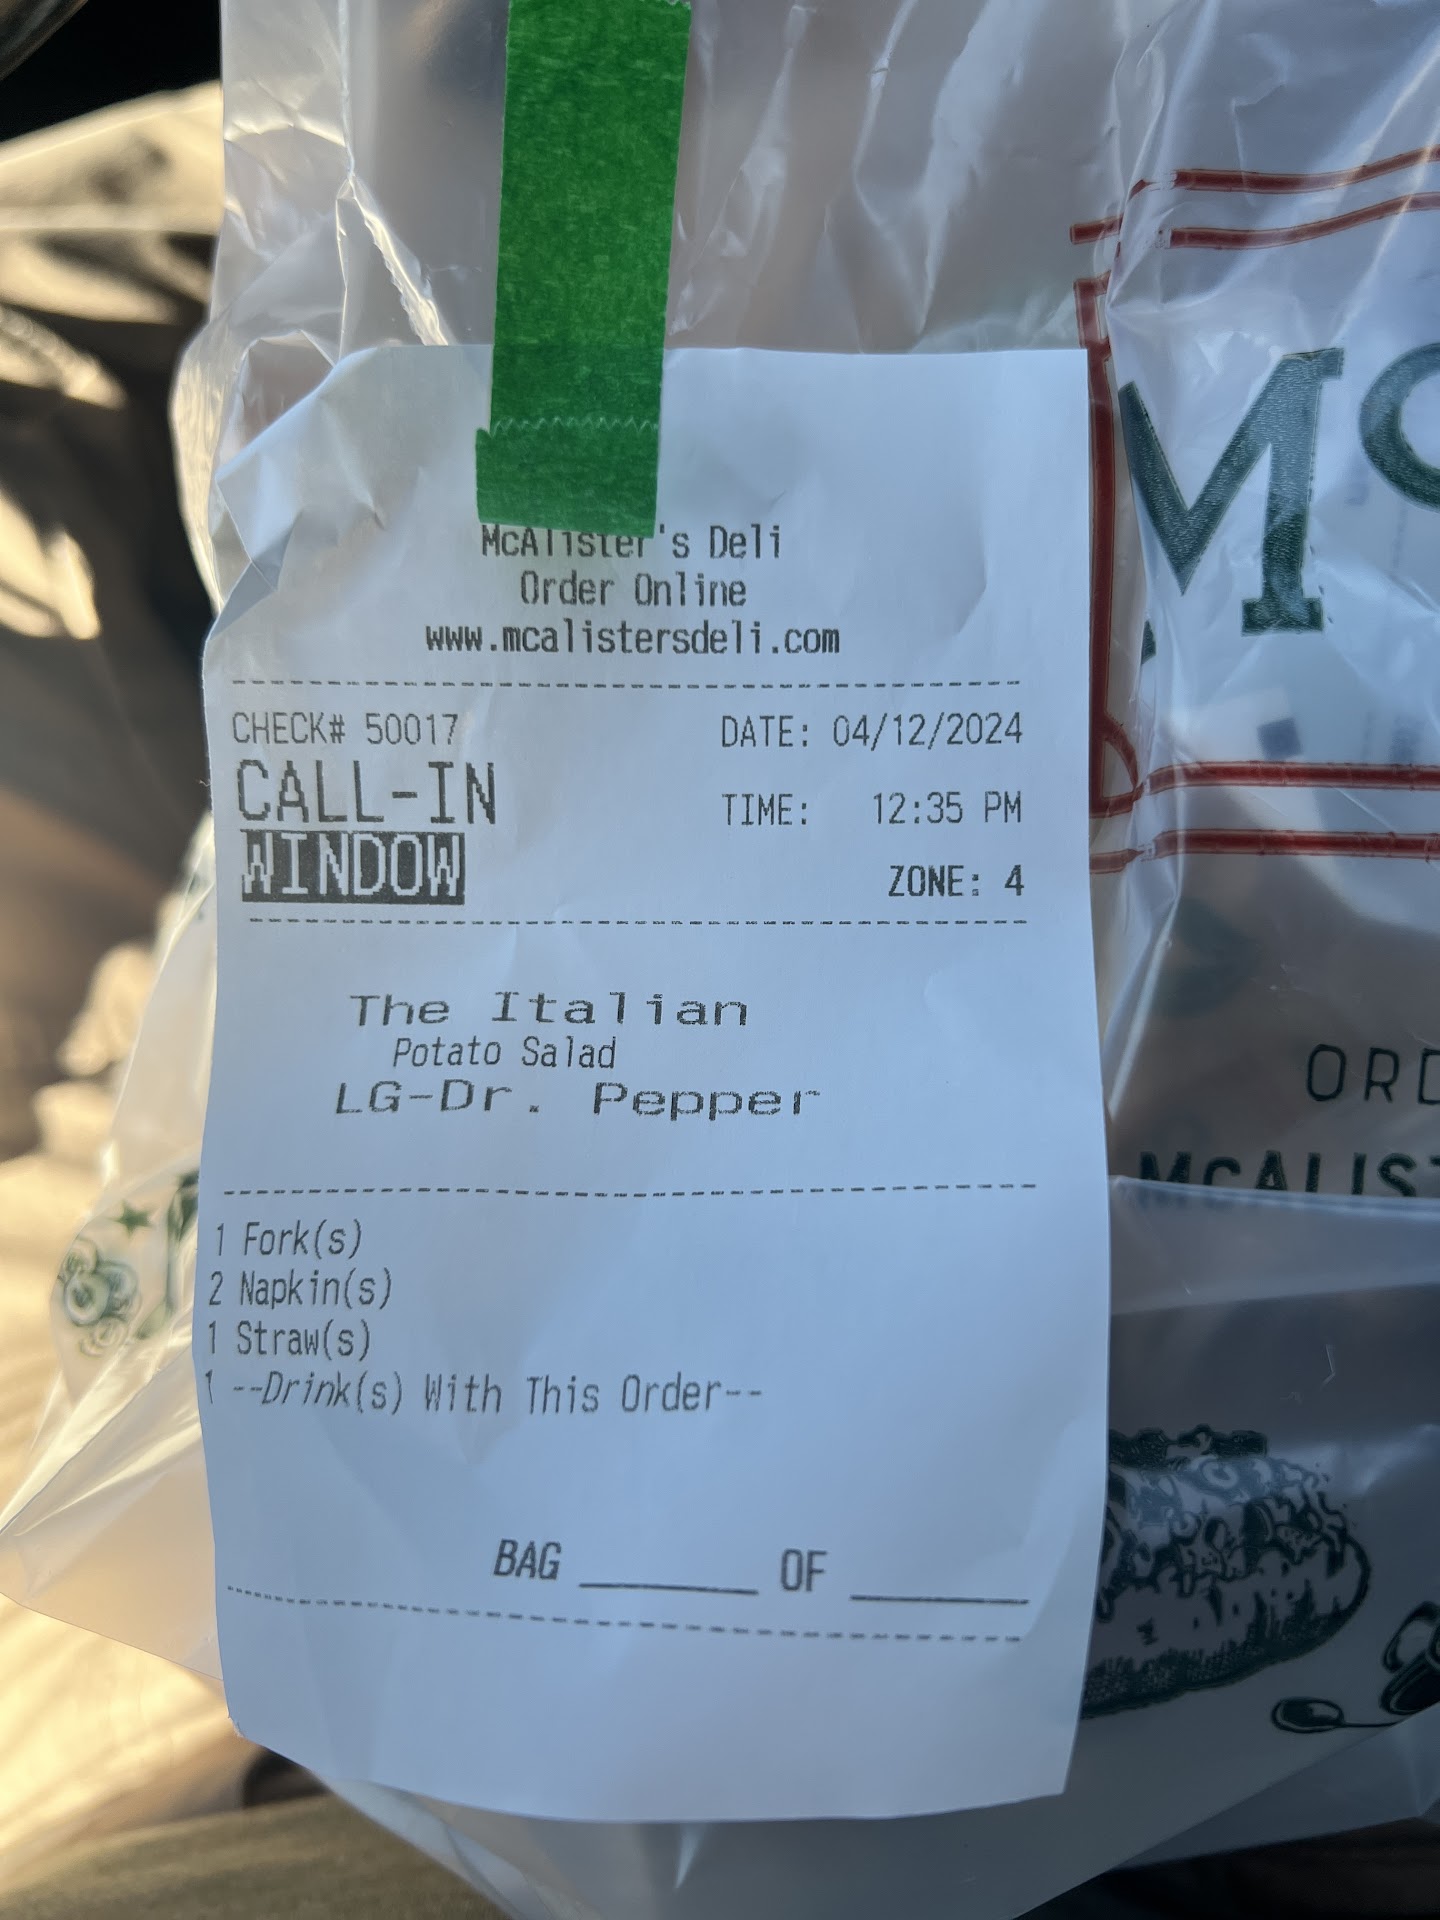 McAlister's Deli
Order Online
www.mcalistersdeli.com
CHECK# 50017
DATE: 04/12/2024
CALL-IN
TIME: 12:35 PM
WINDOW
ZONE: 4
The Italian
Potato Salad
LG-Dr. Pepper
1 Fork(s)
2 Napkin(s)
1 Straw(s)
1 --Drink(s) With This Order--
BAG ______ OF ______
Mc
ORD
MCALIST